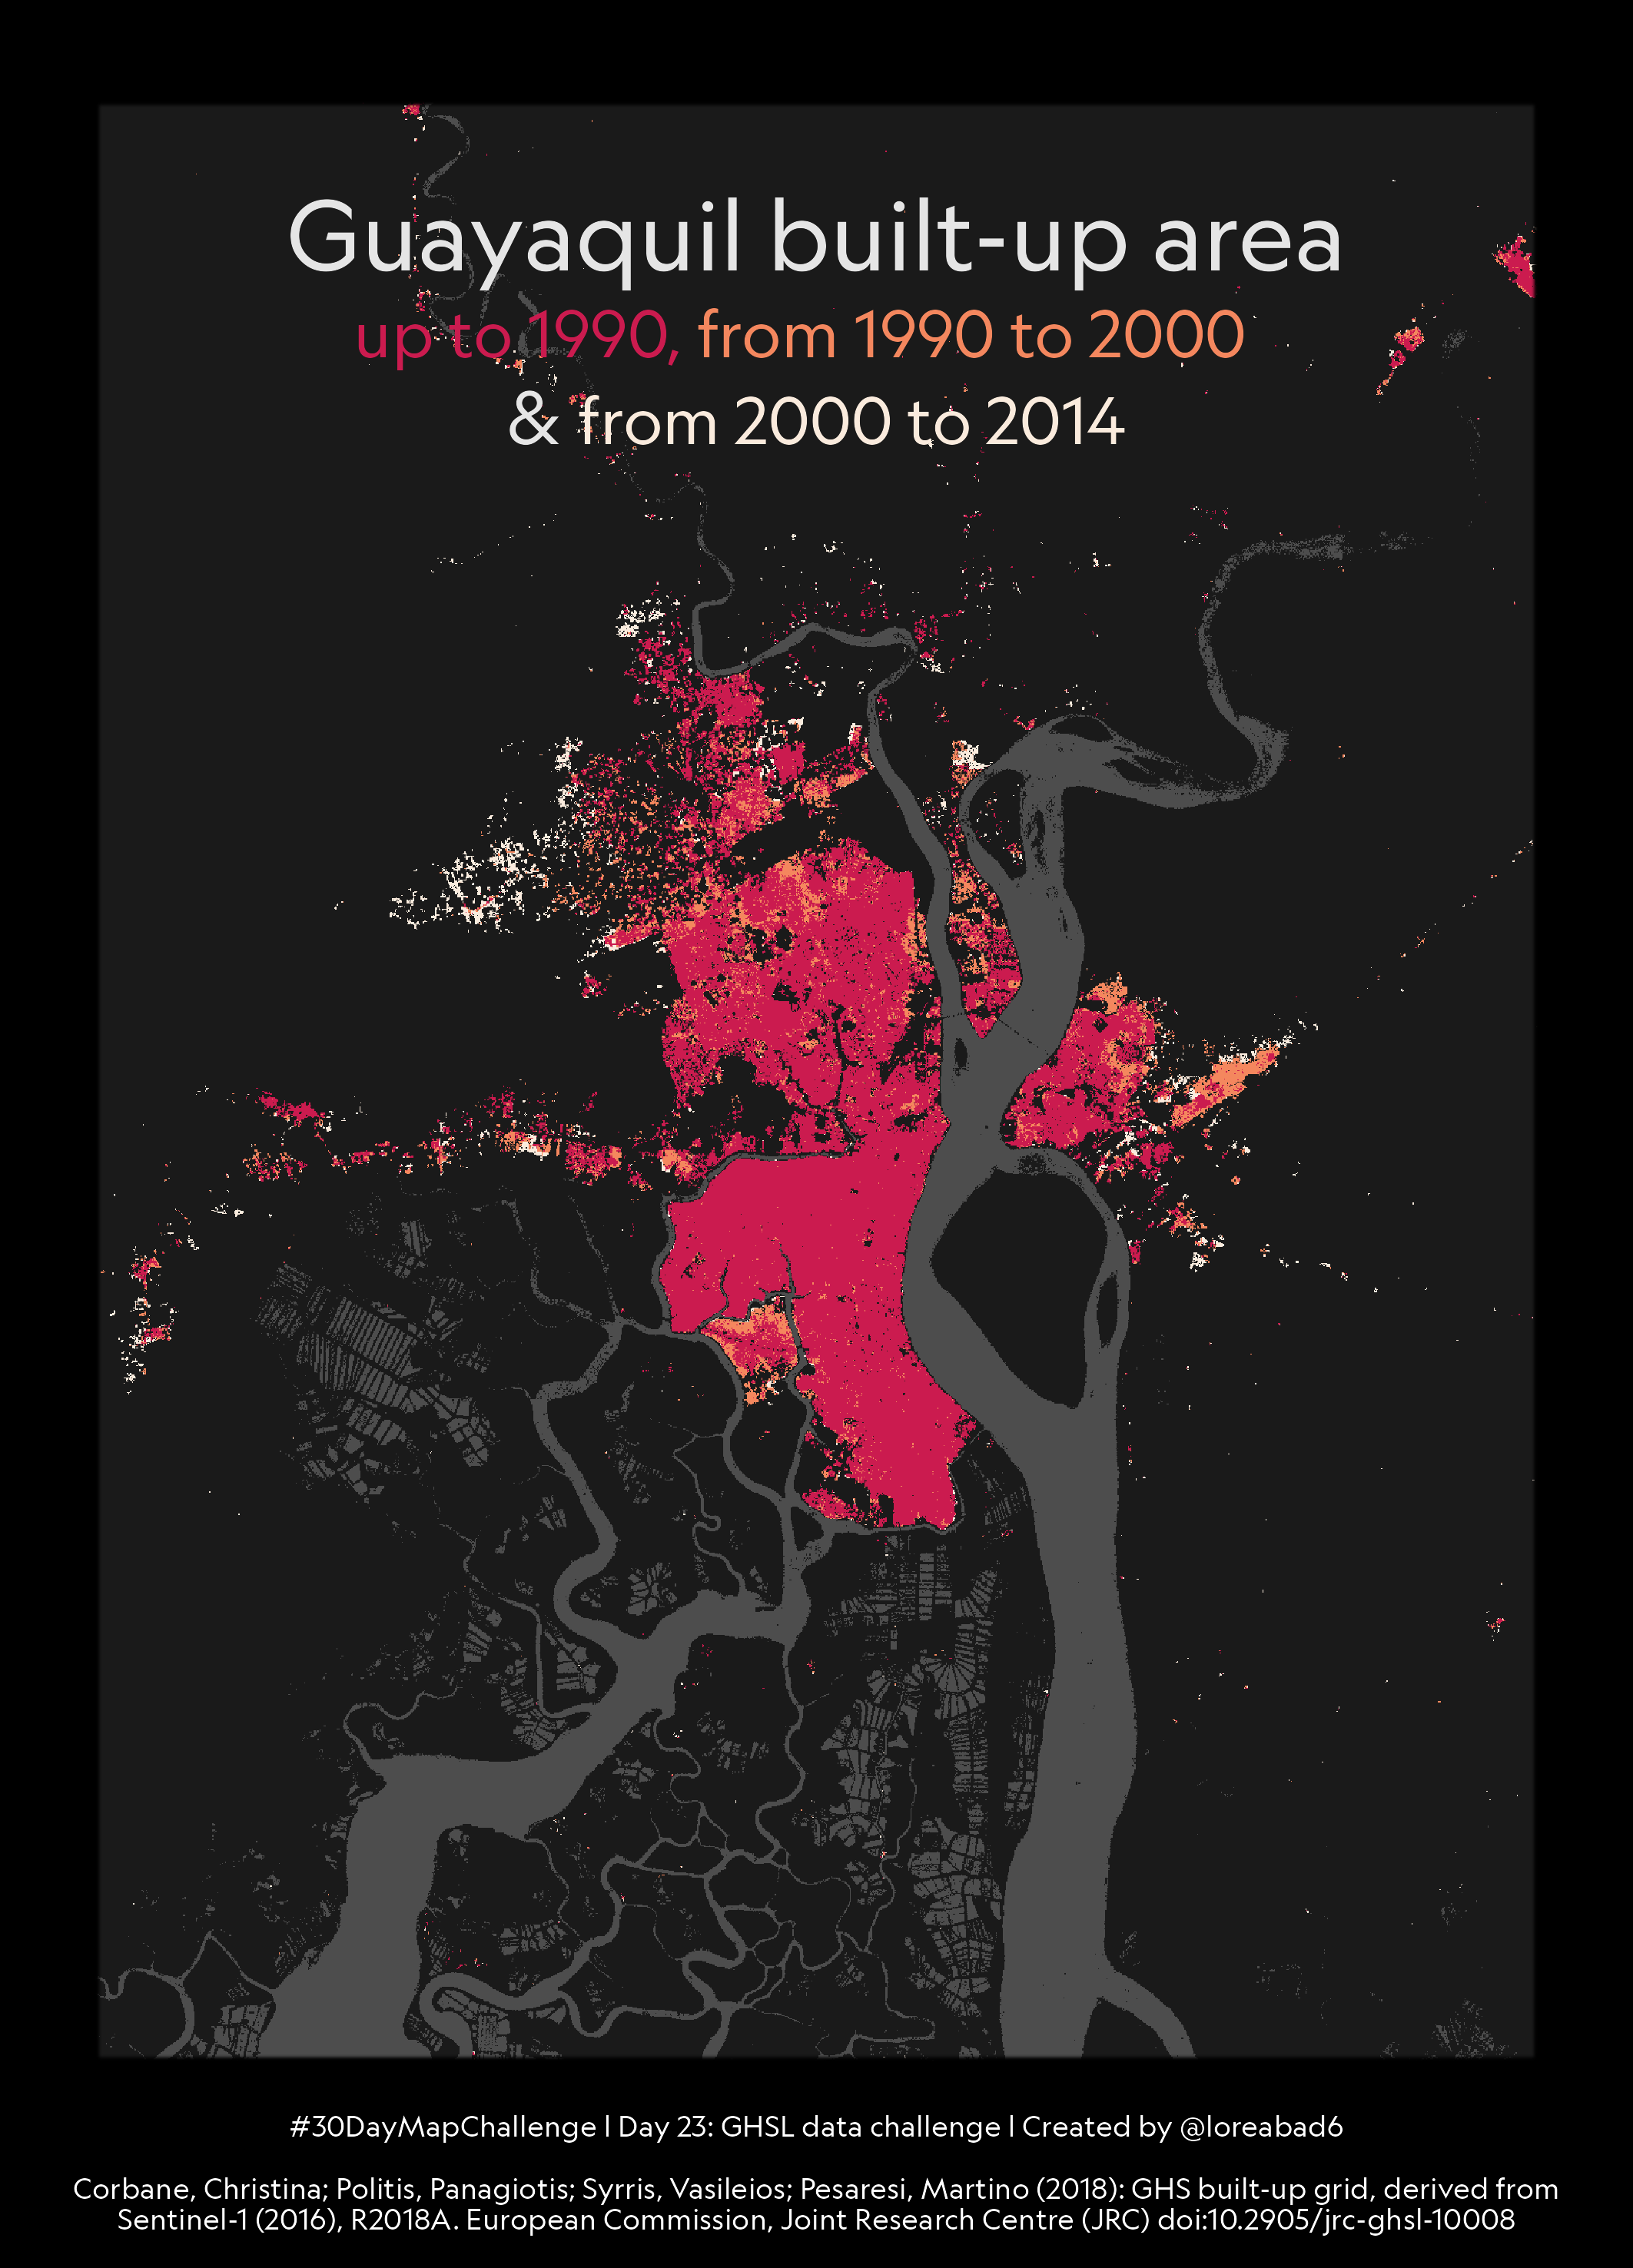 Guayaquil built-up area
up to 1990, from 1990 to 2000
& from 2000 to 2014
#30DayMapChallenge | Day 23: GHSL data challenge | Created by @loreabad6
Corbane, Christina; Politis, Panagiotis; Syrris, Vasileios; Pesaresi, Martino (2018): GHS built-up grid, derived from
Sentinel-1 (2016), R2018A. European Commission, Joint Research Centre (JRC) doi:10.2905/jrc-ghsl-10008